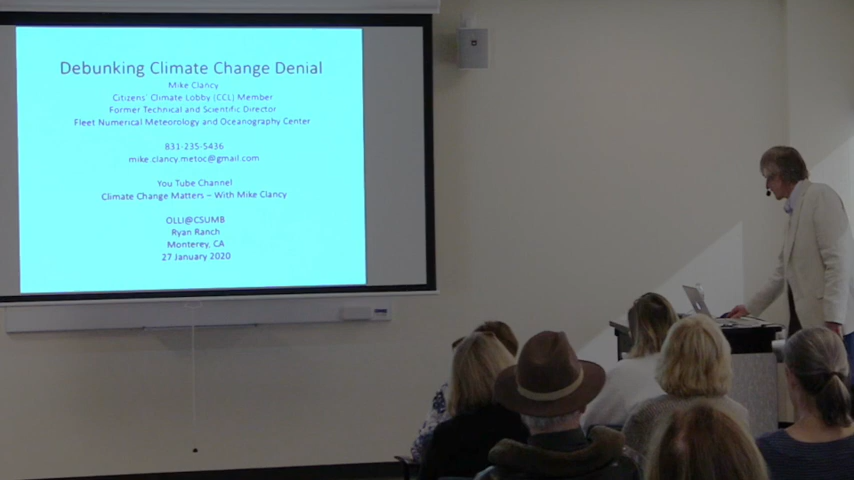 Debunking Climate Change Denial
Mike Clancy
Citizens' Climate Lobby (CCL) Member
Former Technical and Scientific Director
Fleet Numerical Meteorology and Oceanography Center
831-235-5436
mike.clancy.metoc@gmail.com
You Tube Channel
Climate Change Matters – With Mike Clancy
OLLI@CSUMB
Ryan Ranch
Monterey, CA
27 January 2020